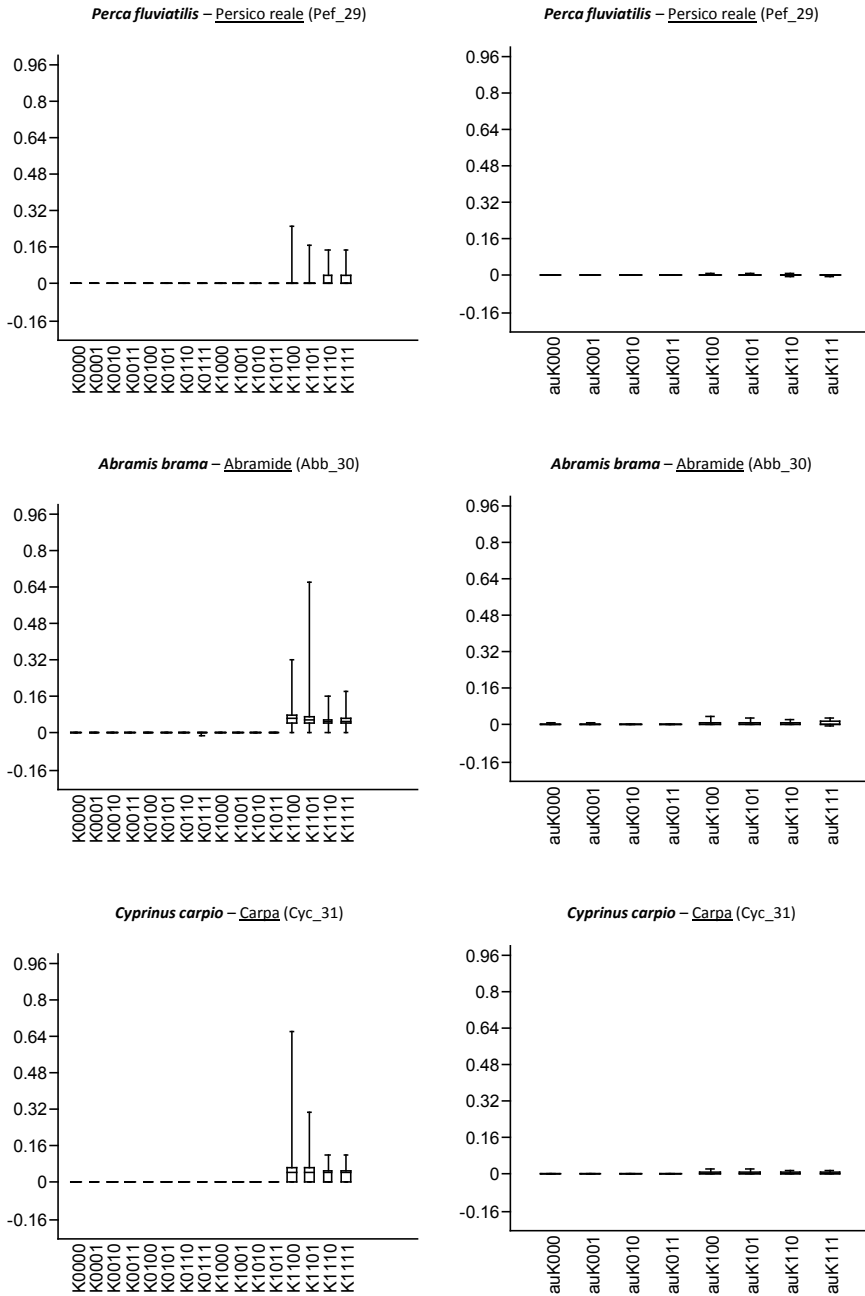 Perca fluviatilis – Persico reale (Pef_29)
0.96
0.8
0.64
0.48
0.32
0.16
0
-0.16
K0000
K0001
K0010
K0011
K0100
K0101
K0110
K0111
K1000
K1001
K1010
K1011
K1100
K1101
K1110
K1111
Perca fluviatilis – Persico reale (Pef_29)
0.96
0.8
0.64
0.48
0.32
0.16
0
-0.16
auK000
auK001
auK010
auK011
auK100
auK101
auK110
auK111
Abramis brama – Abramide (Abb_30)
0.96
0.8
0.64
0.48
0.32
0.16
0
-0.16
K0000
K0001
K0010
K0011
K0100
K0101
K0110
K0111
K1000
K1001
K1010
K1011
K1100
K1101
K1110
K1111
Abramis brama – Abramide (Abb_30)
0.96
0.8
0.64
0.48
0.32
0.16
0
-0.16
auK000
auK001
auK010
auK011
auK100
auK101
auK110
auK111
Cyprinus carpio – Carpa (Cyc_31)
0.96
0.8
0.64
0.48
0.32
0.16
0
-0.16
K0000
K0001
K0010
K0011
K0100
K0101
K0110
K0111
K1000
K1001
K1010
K1011
K1100
K1101
K1110
K1111
Cyprinus carpio – Carpa (Cyc_31)
0.96
0.8
0.64
0.48
0.32
0.16
0
-0.16
auK000
auK001
auK010
auK011
auK100
auK101
auK110
auK111